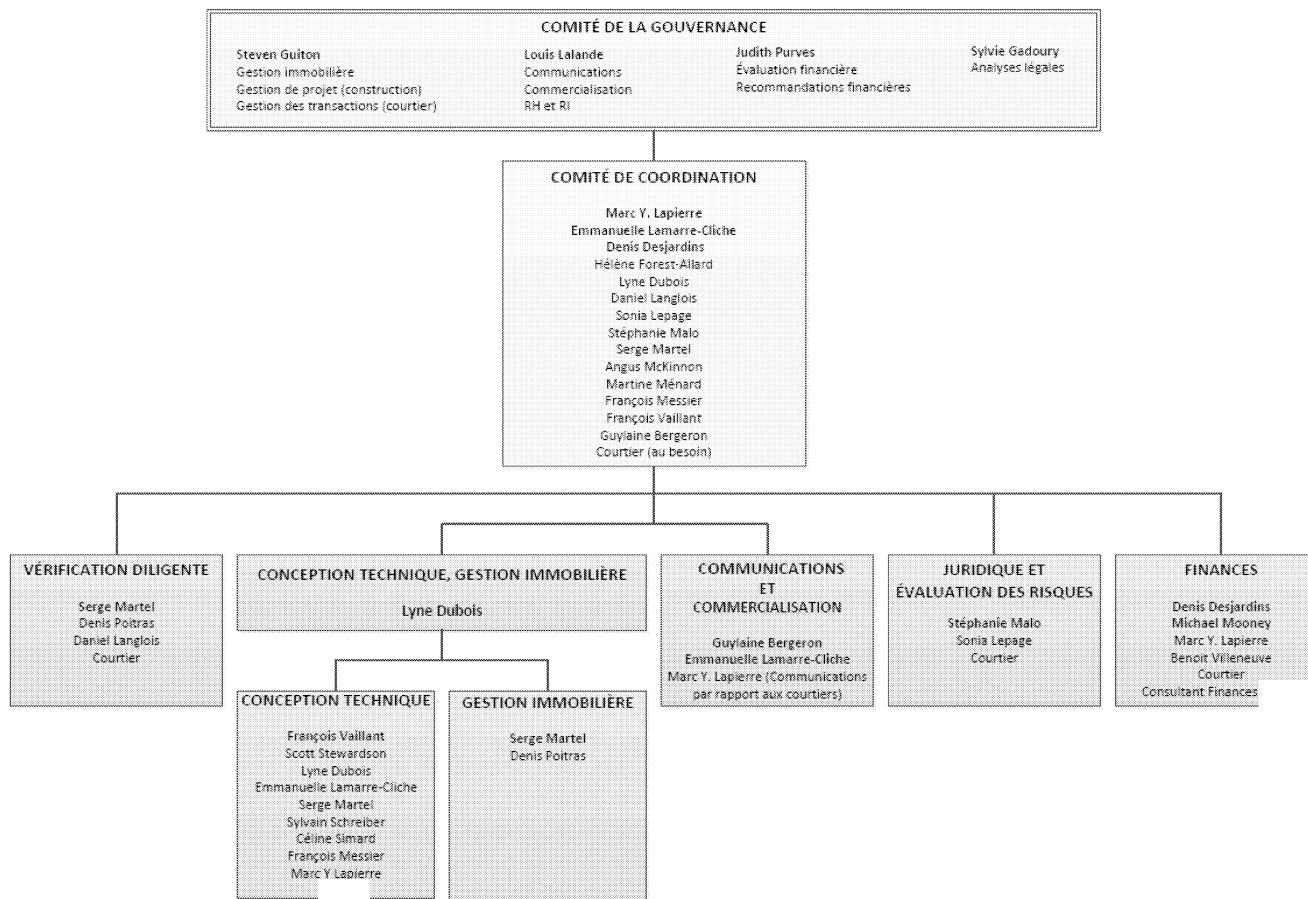 COMITÉ DE LA GOUVERNANCE
Steven Guiton
Gestion immobilière
Gestion de projet (construction)
Gestion des transactions (courtier)
Louis Lalande
Communications
Commercialisation
RH et RI
Judith Purves
Évaluation financière
Recommandations financières
Sylvie Gadoury
Analyses légales
COMITÉ DE COORDINATION
Marc Y. Lapierre
Emmanuelle Lamarre-Cliche
Denis Desjardins
Hélène Forest-Allard
Lyne Dubois
Daniel Langlois
Sonia Lepage
Stéphanie Malo
Serge Martel
Angus McKinnon
Martine Ménard
François Messier
François Vaillant
Guylaine Bergeron
Courtier (au besoin)
VÉRIFICATION DILIGENTE
Serge Martel
Denis Poitras
Daniel Langlois
Courtier
CONCEPTION TECHNIQUE, GESTION IMMOBILIÈRE
Lyne Dubois
CONCEPTION TECHNIQUE
François Vaillant
Scott Stewardson
Lyne Dubois
Emmanuelle Lamarre-Cliche
Serge Martel
Sylvain Schreiber
Céline Simard
François Messier
Marc Y Lapierre
GESTION IMMOBILIÈRE
Serge Martel
Denis Poitras
COMMUNICATIONS
ET
COMMERCIALISATION
Guylaine Bergeron
Emmanuelle Lamarre-Cliche
Marc Y. Lapierre (Communications
par rapport aux courtiers)
JURIDIQUE ET
ÉVALUATION DES RISQUES
Stéphanie Malo
Sonia Lepage
Courtier
FINANCES
Denis Desjardins
Michael Mooney
Marc Y. Lapierre
Benoit Villeneuve
Courtier
Consultant Finances